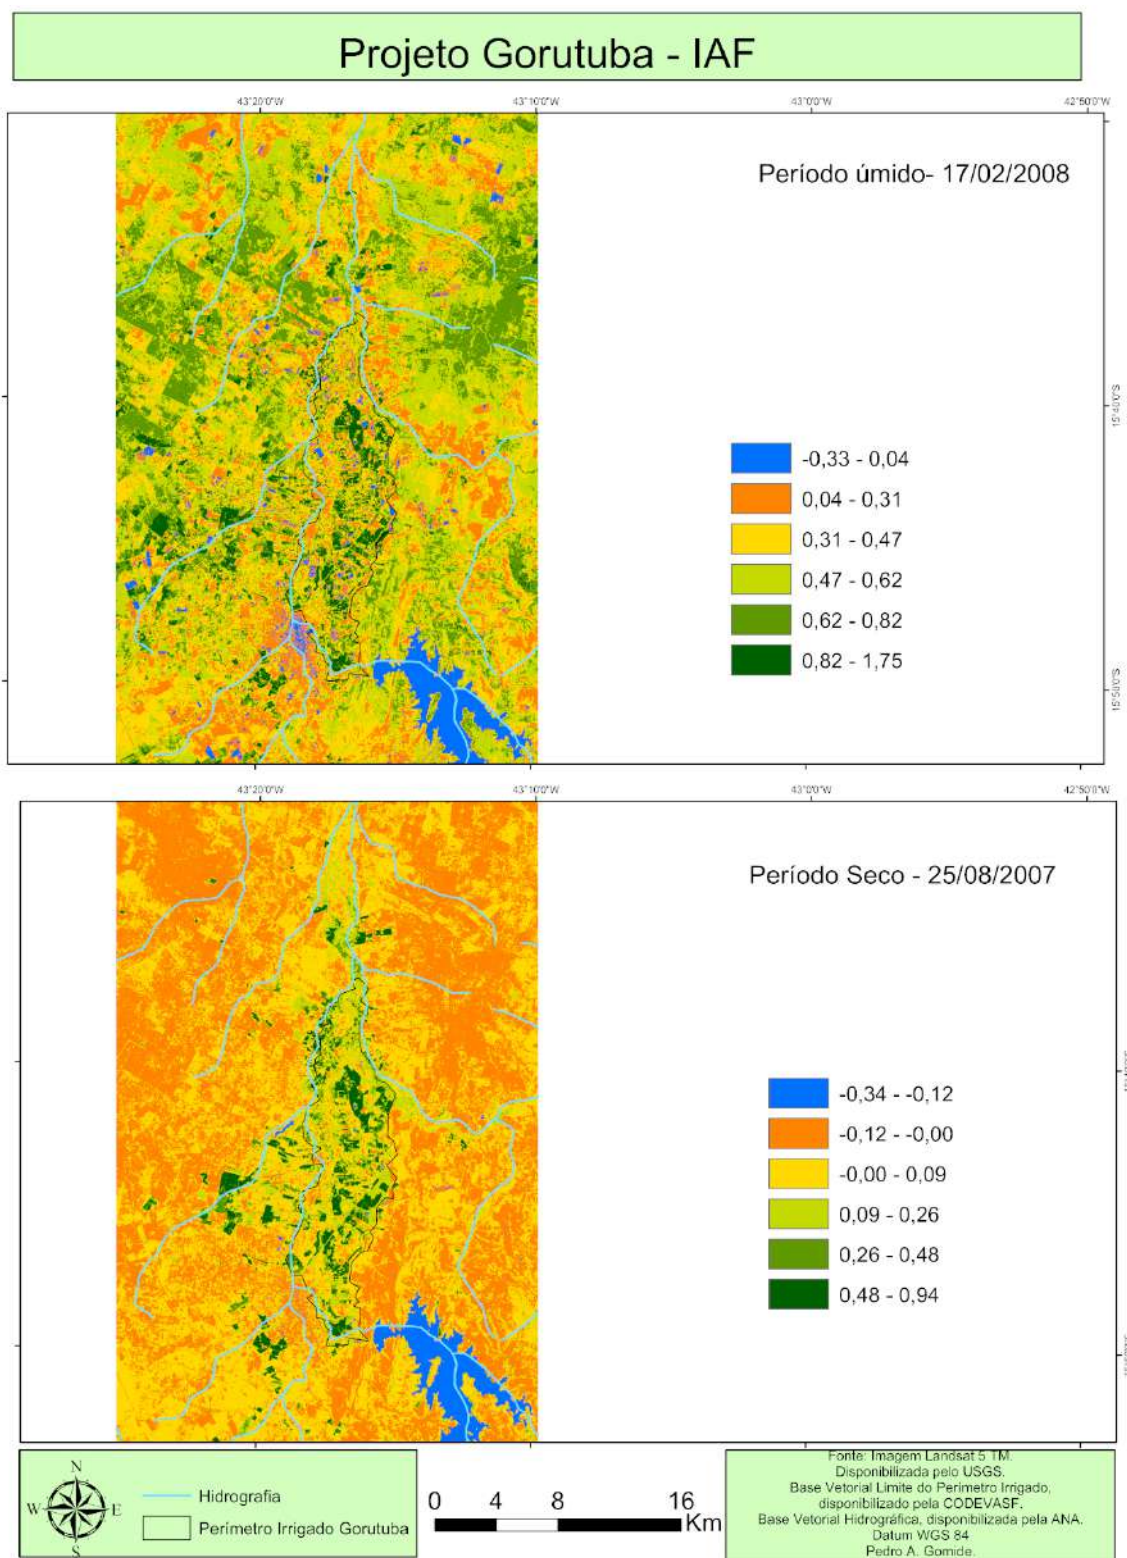 Projeto Gorutuba - IAF
43°20'0"W
43°10'0"W
43°0'0"W
42°50'0"W
Período úmido- 17/02/2008
15°40'0"S
-0,33 - 0,04
0,04 - 0,31
0,31 - 0,47
0,47 - 0,62
0,62 - 0,82
0,82 - 1,75
15°50'0"S
43°20'0"W
43°10'0"W
43°0'0"W
42°50'0"W
Período Seco - 25/08/2007
-0,34 - -0,12
-0,12 - -0,00
-0,00 - 0,09
0,09 - 0,26
0,26 - 0,48
0,48 - 0,94
N
W
E
S
Hidrografia
Perímetro Irrigado Gorutuba
0 4 8 16
Km
Fonte: Imagem Landsat 5 TM.
Disponibilizada pelo USGS.
Base Vetorial Limite do Perímetro Irrigado,
disponibilizado pela CODEVASF.
Base Vetorial Hidrográfica, disponibilizada pela ANA.
Datum WGS 84
Pedro A. Gomide.